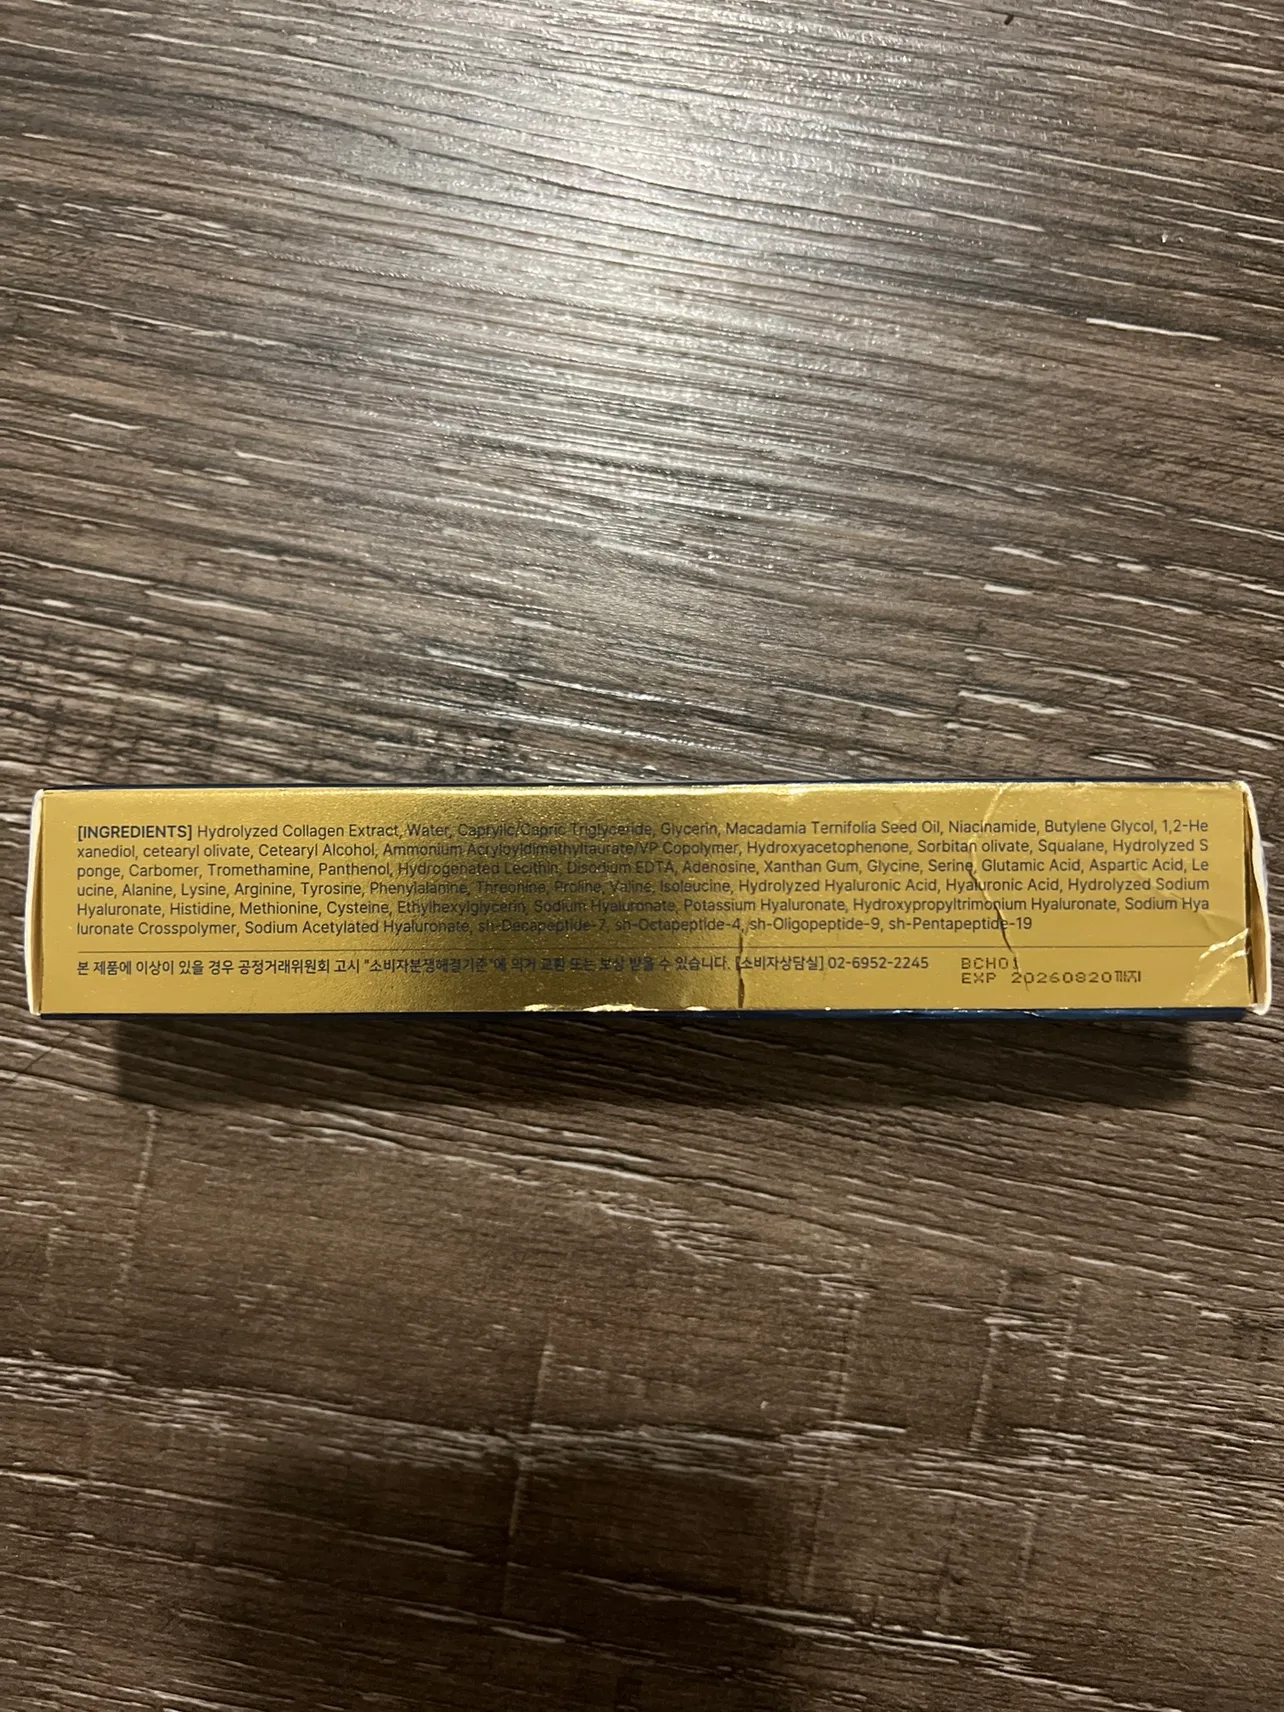 [INGREDIENTS] Hydrolyzed Collagen Extract, Water, Caprylic/Capric Triglyceride, Glycerin, Macadamia Ternifolia Seed Oil, Niacinamide, Butylene Glycol, 1,2-He
xanediol, cetearyl olivate, Cetearyl Alcohol, Ammonium Acryloyldimethyltaurate/VP Copolymer, Hydroxyacetophenone, Sorbitan olivate, Squalane, Hydrolyzed S
ponge, Carbomer, Tromethamine, Panthenol, Hydrogenated Lecithin, Disodium EDTA, Adenosine, Xanthan Gum, Glycine, Serine, Glutamic Acid, Aspartic Acid, Le
ucine, Alanine, Lysine, Arginine, Tyrosine, Phenylalanine, Threonine, Proline, Valine, Isoleucine, Hydrolyzed Hyaluronic Acid, Hyaluronic Acid, Hydrolyzed Sodium
Hyaluronate, Histidine, Methionine, Cysteine, Ethylhexylglycerin, Sodium Hyaluronate, Potassium Hyaluronate, Hydroxypropyltrimonium Hyaluronate, Sodium Hya
luronate Crosspolymer, Sodium Acetylated Hyaluronate, sh-Decapeptide-7, sh-Octapeptide-4, sh-Oligopeptide-9, sh-Pentapeptide-19
본 제품에 이상이 있을 경우 공정거래위원회 고시 "소비자분쟁해결기준"에 의거 교환 또는 보상 받을 수 있습니다. [소비자상담실] 02-6952-2245
BCH01
EXP 20260820까지